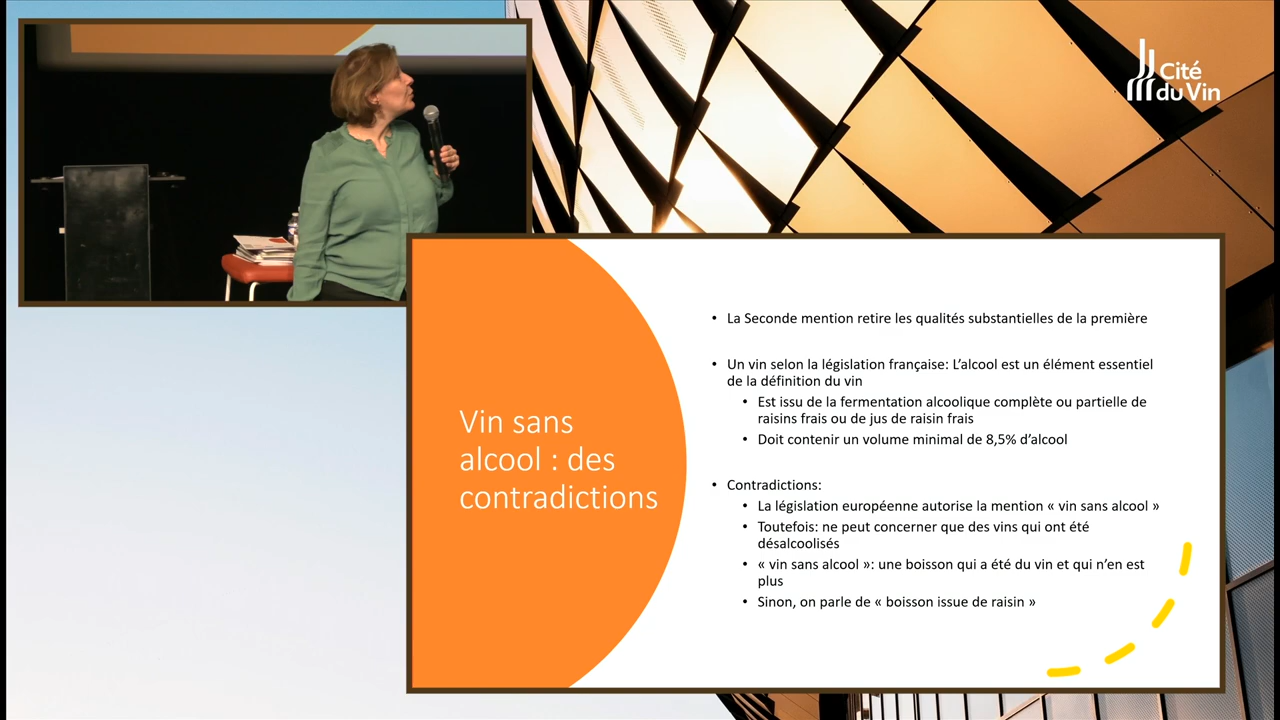 Cité
du Vin
Vin sans
alcool : des
contradictions
• La Seconde mention retire les qualités substantielles de la première
• Un vin selon la législation française: L’alcool est un élément essentiel
de la définition du vin
• Est issu de la fermentation alcoolique complète ou partielle de
raisins frais ou de jus de raisin frais
• Doit contenir un volume minimal de 8,5% d’alcool
• Contradictions:
• La législation européenne autorise la mention « vin sans alcool »
• Toutefois: ne peut concerner que des vins qui ont été
désalcoolisés
• « vin sans alcool »: une boisson qui a été du vin et qui n’en est
plus
• Sinon, on parle de « boisson issue de raisin »